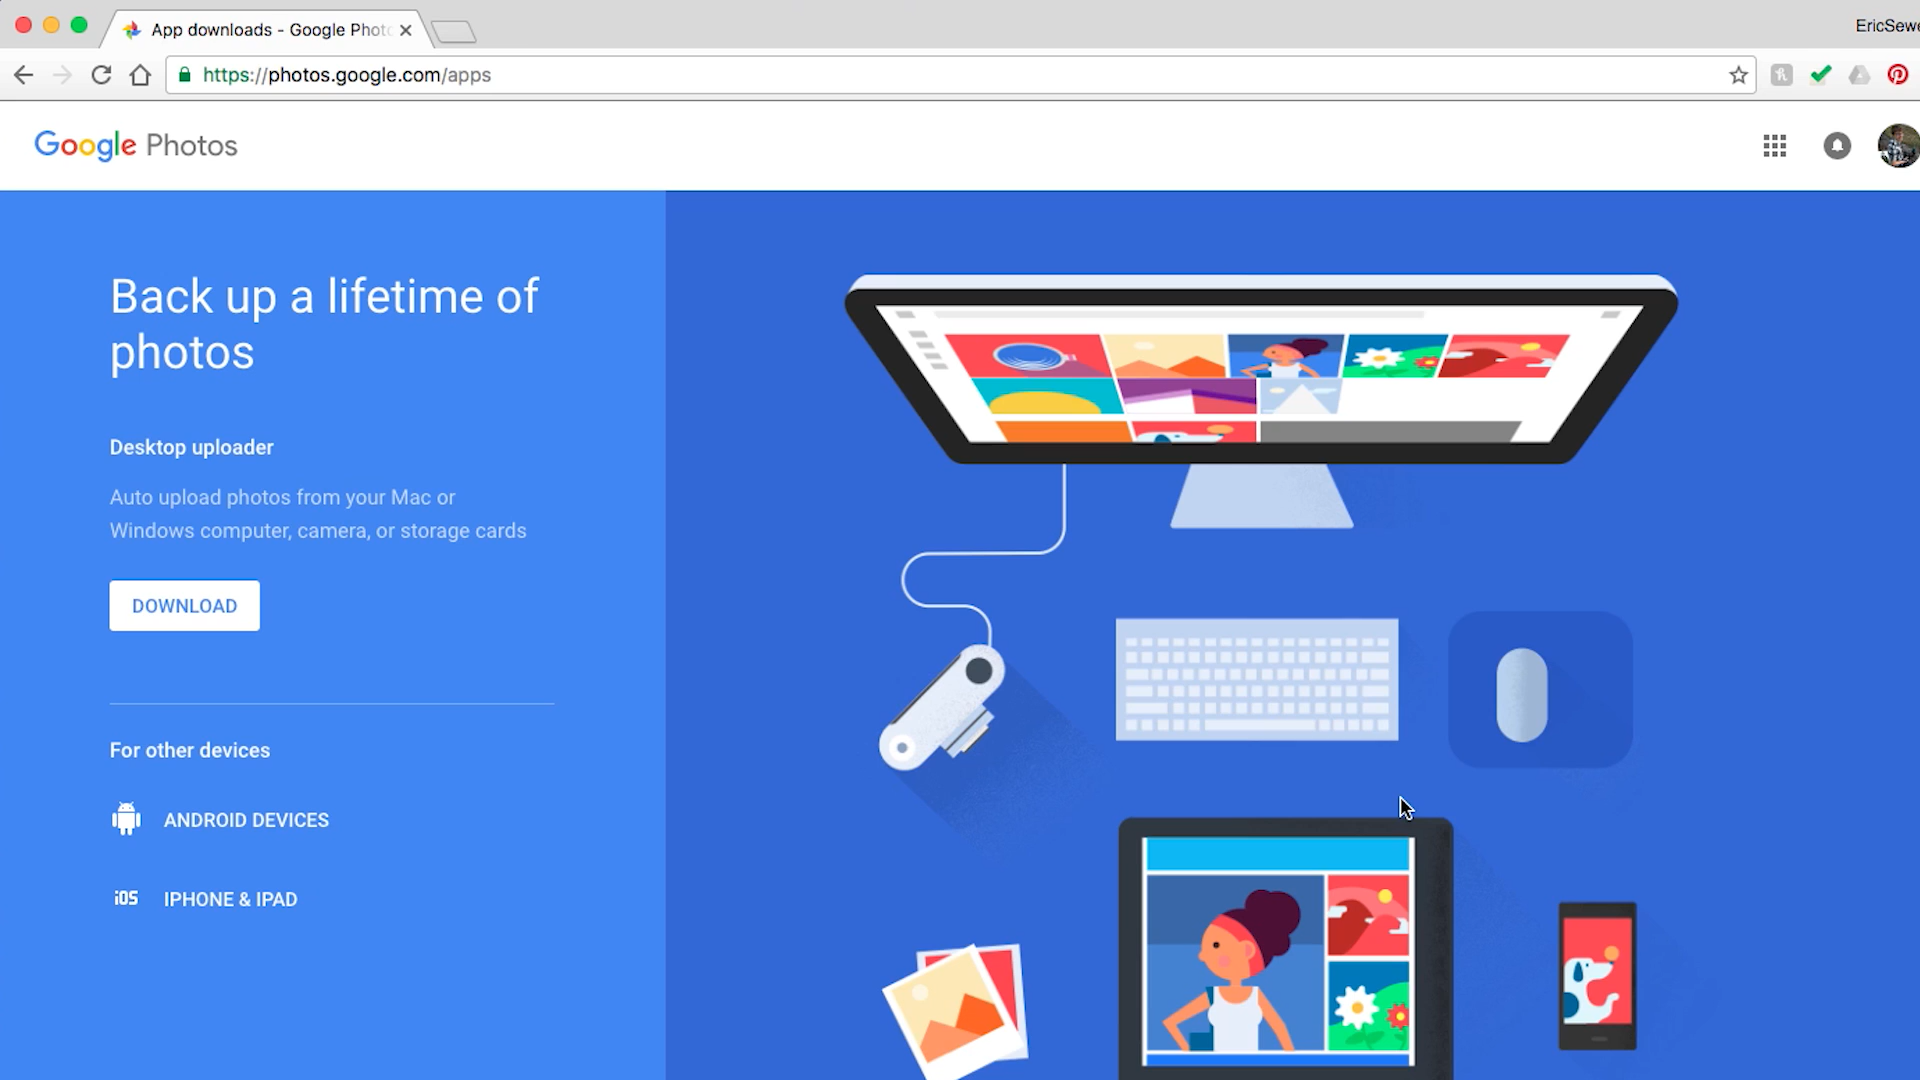 App downloads - Google Photo
EricSewe
https://photos.google.com/apps
Google Photos
Back up a lifetime of
photos
Desktop uploader
Auto upload photos from your Mac or
Windows computer, camera, or storage cards
DOWNLOAD
For other devices
ANDROID DEVICES
iOS IPHONE & IPAD